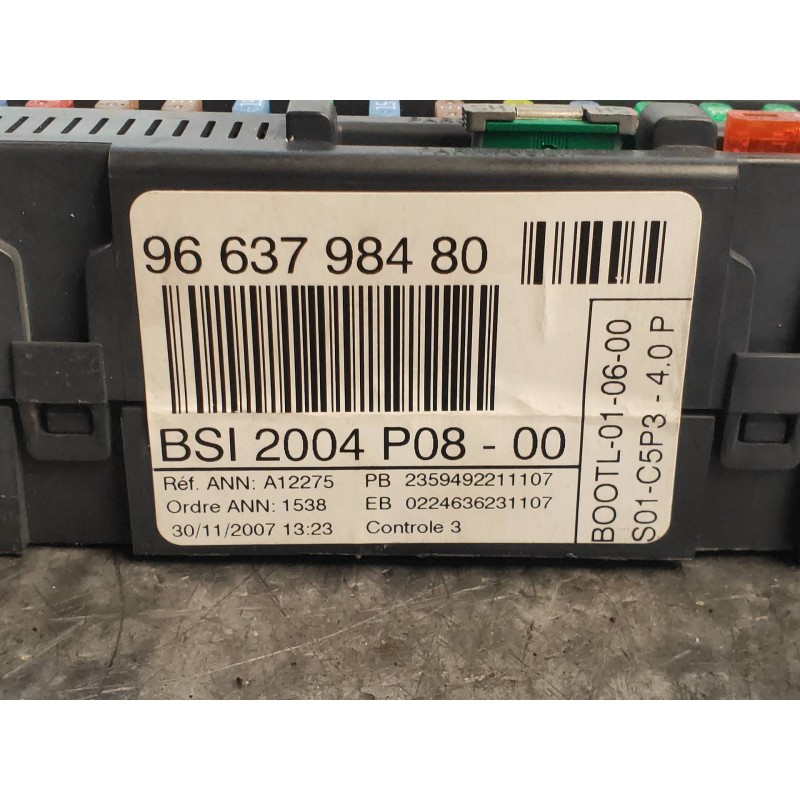 96 637 984 80
BSI 2004 P08 - 00
Réf. ANN: A12275 PB 2359492211107
Ordre ANN: 1538 EB 0224636231107
30/11/2007 13:23 Controle 3
BOOTL-01-06-00
S01-C5P3 - 4.0 P